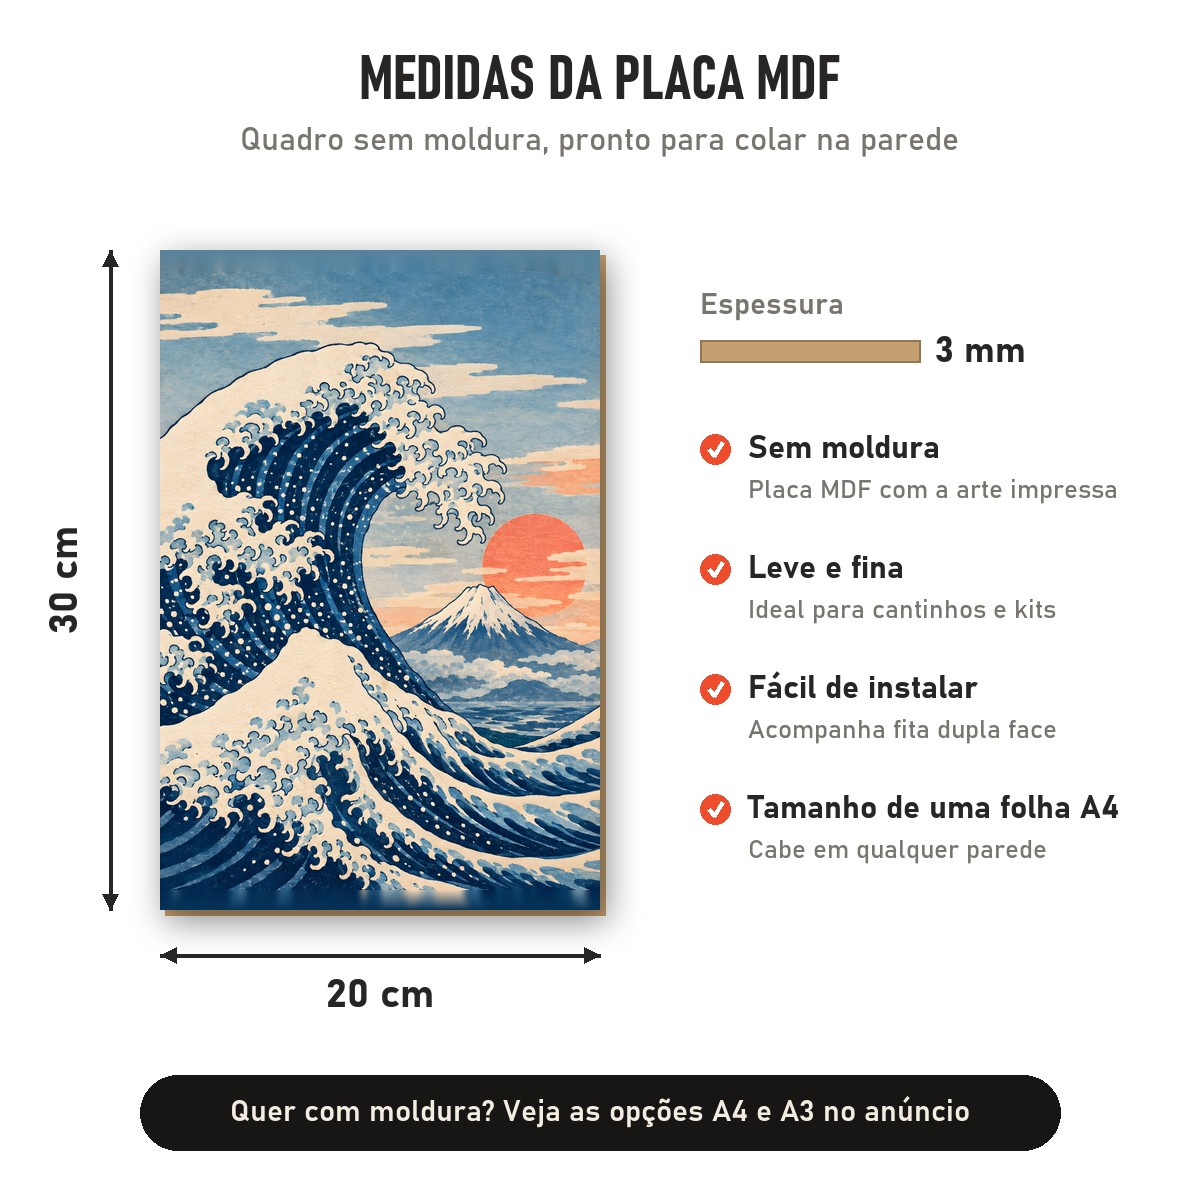 MEDIDAS DA PLACA MDF
Quadro sem moldura, pronto para colar na parede
30 cm
20 cm
Espessura
3 mm
Sem moldura
Placa MDF com a arte impressa
Leve e fina
Ideal para cantinhos e kits
Fácil de instalar
Acompanha fita dupla face
Tamanho de uma folha A4
Cabe em qualquer parede
Quer com moldura? Veja as opções A4 e A3 no anúncio